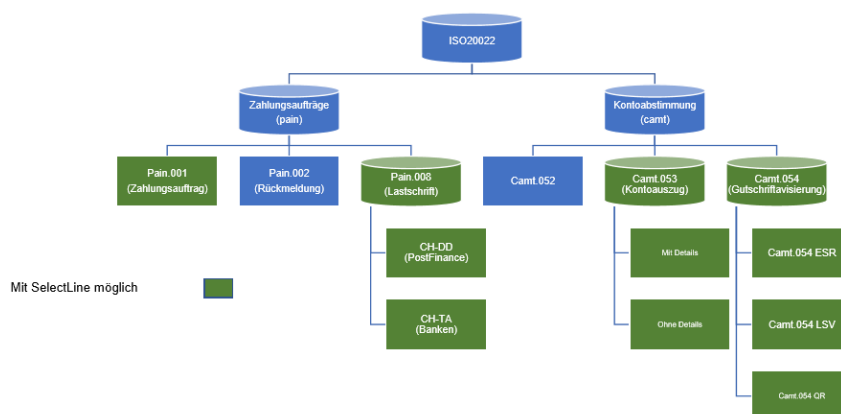 ISO20022
Zahlungsaufträge
(pain)
Kontoabstimmung
(camt)
Pain.001
(Zahlungsauftrag)
Pain.002
(Rückmeldung)
Pain.008
(Lastschrift)
Camt.052
Camt.053
(Kontoauszug)
Camt.054
(Gutschriftavisierung)
CH-DD
(PostFinance)
Mit Details
Camt.054 ESR
Mit SelectLine möglich
CH-TA
(Banken)
Ohne Details
Camt.054 LSV
Camt.054 QR